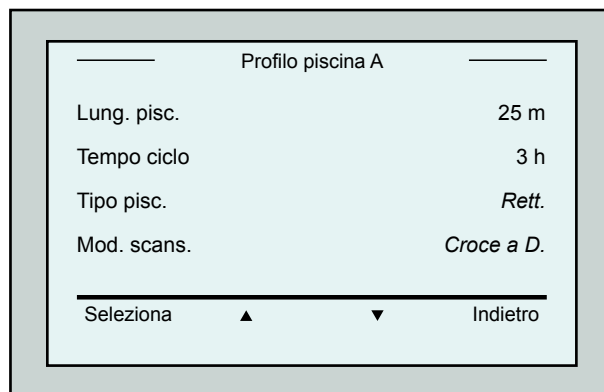 Profilo piscina A
Lung. pisc. 25 m
Tempo ciclo 3 h
Tipo pisc. Rett.
Mod. scans. Croce a D.
Seleziona ▲ ▼ Indietro